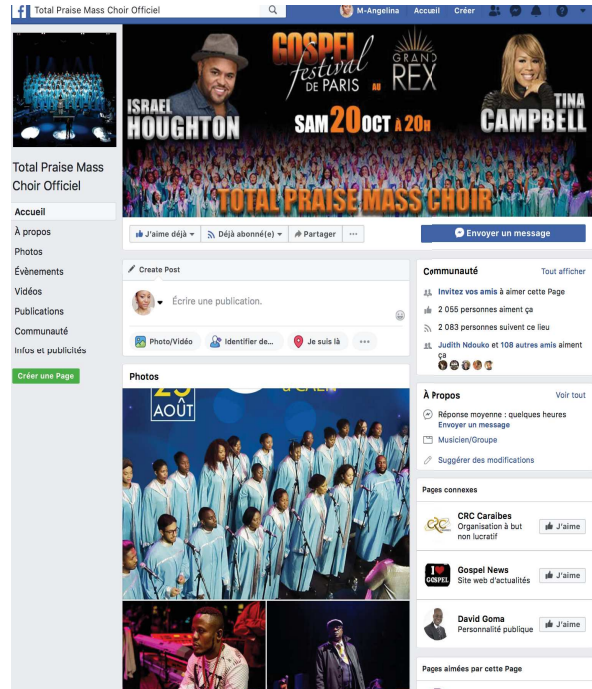 Total Praise Mass Choir Officiel
M-Angelina Accueil Créer
GOSPEL
festival
DE PARIS AU
GRAND
REX
ISRAEL
HOUGHTON
SAM 20 OCT À 20H
TINA
CAMPBELL
TOTAL PRAISE MASS CHOIR
Total Praise Mass
Choir Officiel
Accueil
À propos
Photos
Évènements
Vidéos
Publications
Communauté
Infos et publicités
Créer une Page
J'aime déjà
Déjà abonné(e)
Partager
Envoyer un message
Create Post
Écrire une publication.
Photo/Vidéo
Identifier de...
Je suis là
Photos
25
à CAEN
AOÛT
Communauté Tout afficher
Invitez vos amis à aimer cette Page
2 055 personnes aiment ça
2 083 personnes suivent ce lieu
Judith Ndouko et 108 autres amis aiment
ça
À Propos Voir tout
Réponse moyenne : quelques heures
Envoyer un message
Musicien/Groupe
Suggérer des modifications
Pages connexes
CRC
CRC Caraibes
Organisation à but
non lucratif
J'aime
I
GOSPEL
Gospel News
Site web d'actualités
J'aime
David Goma
Personnalité publique
J'aime
Pages aimées par cette Page